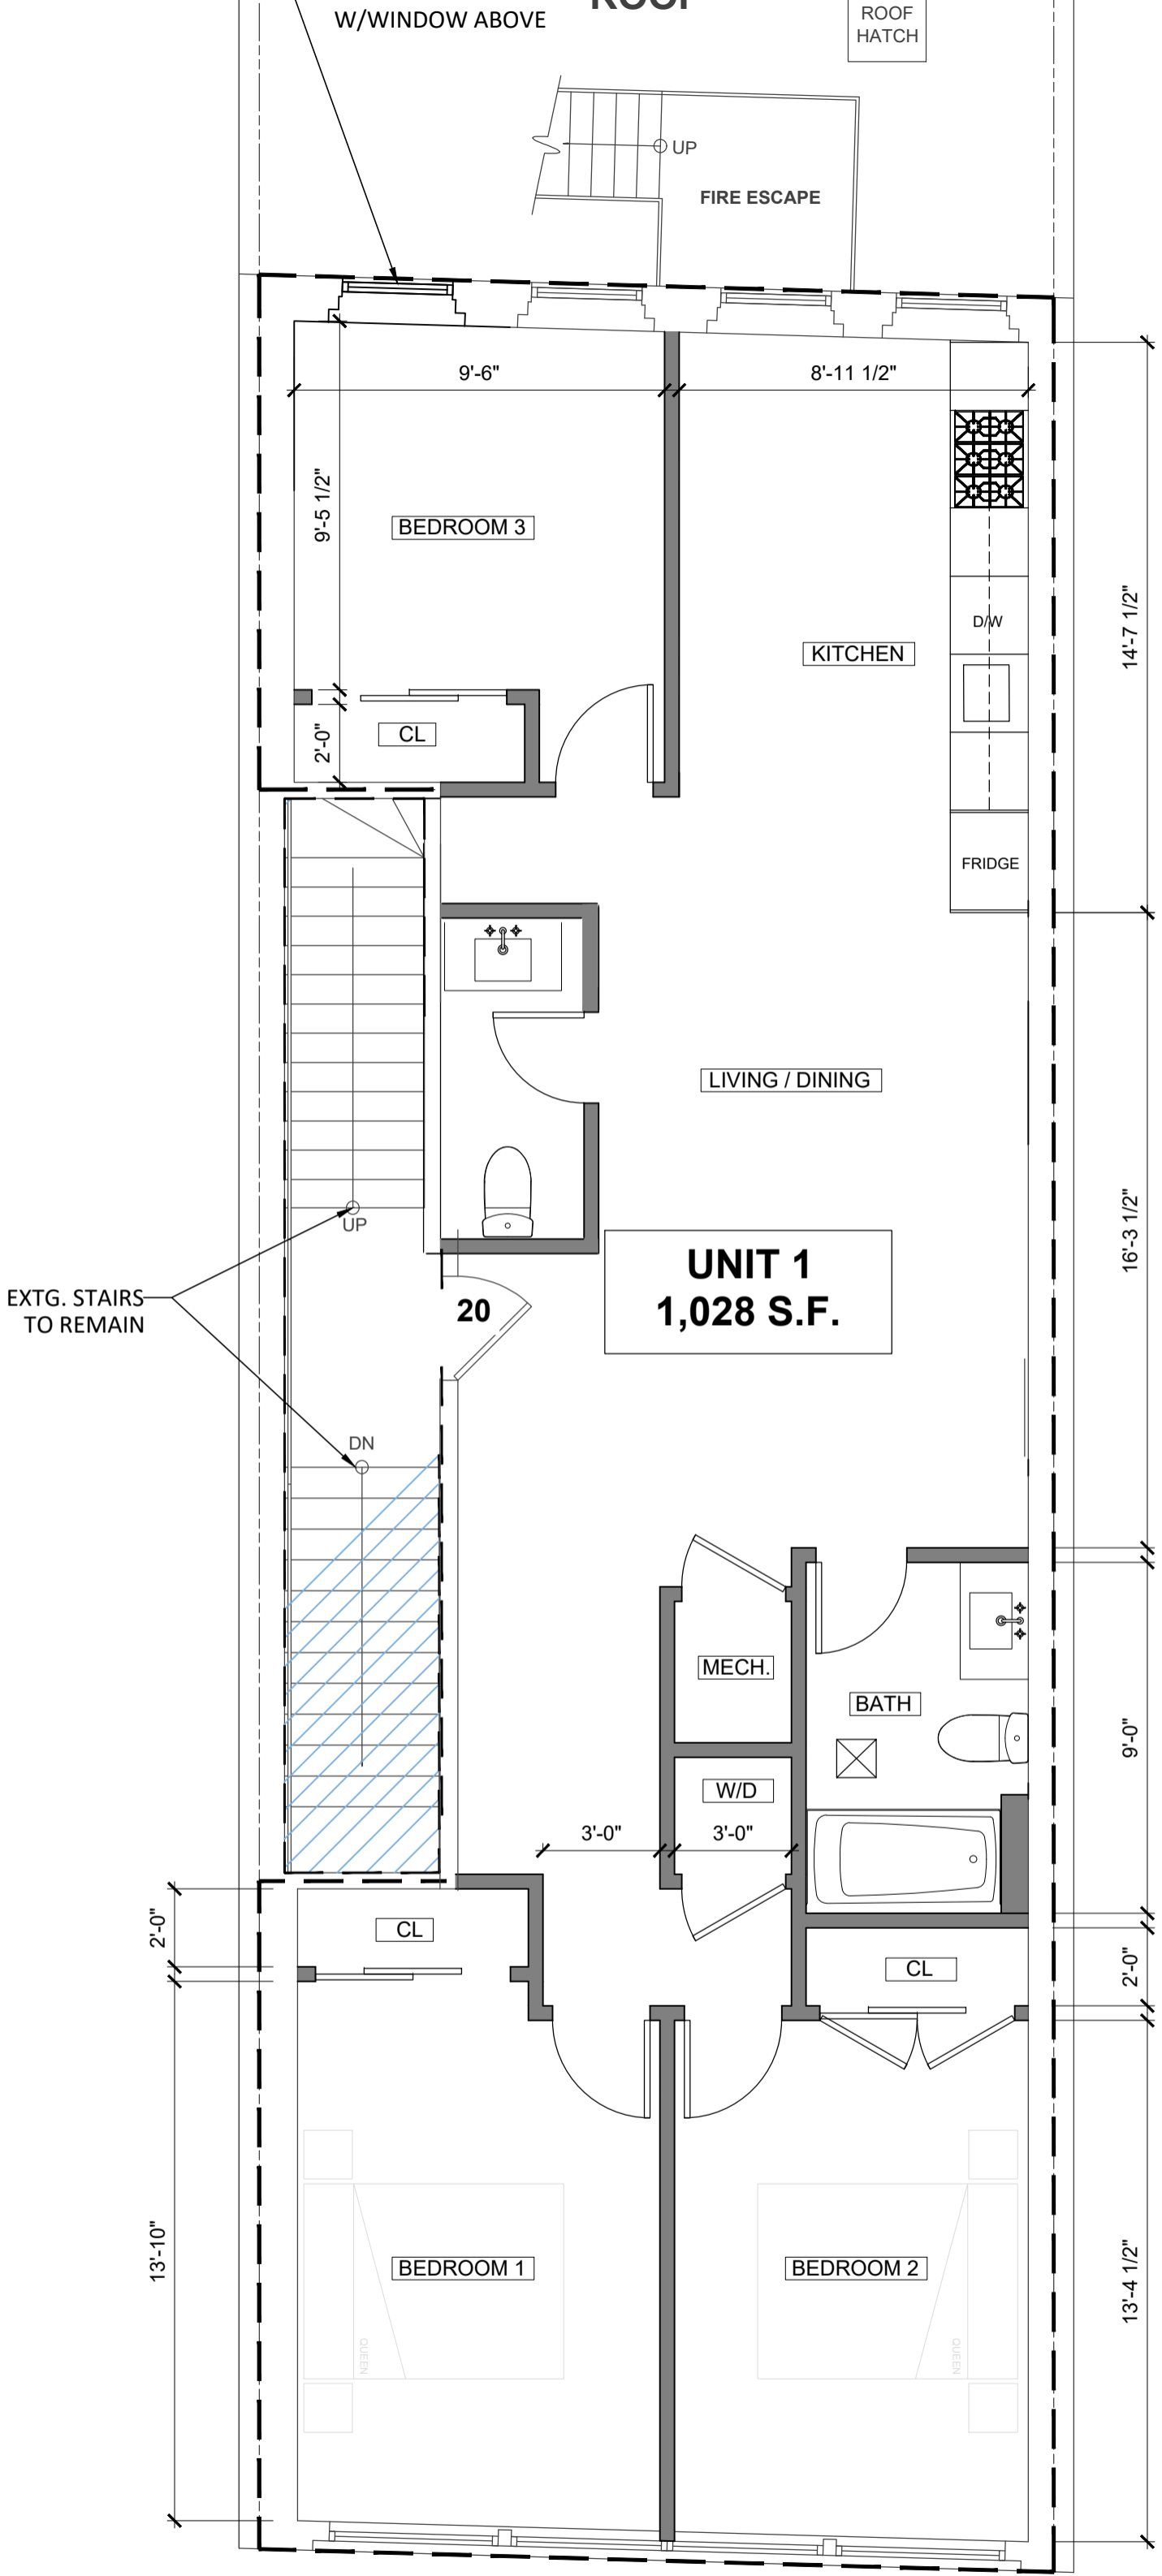 ROOF
W/WINDOW ABOVE
ROOF
HATCH
UP
FIRE ESCAPE
9'-6"
8'-11 1/2"
9'-5 1/2"
BEDROOM 3
14'-7 1/2"
D/W
KITCHEN
CL
2'-0"
FRIDGE
LIVING / DINING
UP
16'-3 1/2"
UNIT 1
1,028 S.F.
EXTG. STAIRS
TO REMAIN
20
DN
MECH.
BATH
9'-0"
W/D
3'-0"
3'-0"
2'-0"
CL
CL
2'-0"
13'-10"
BEDROOM 1
BEDROOM 2
13'-4 1/2"
QUEEN
QUEEN